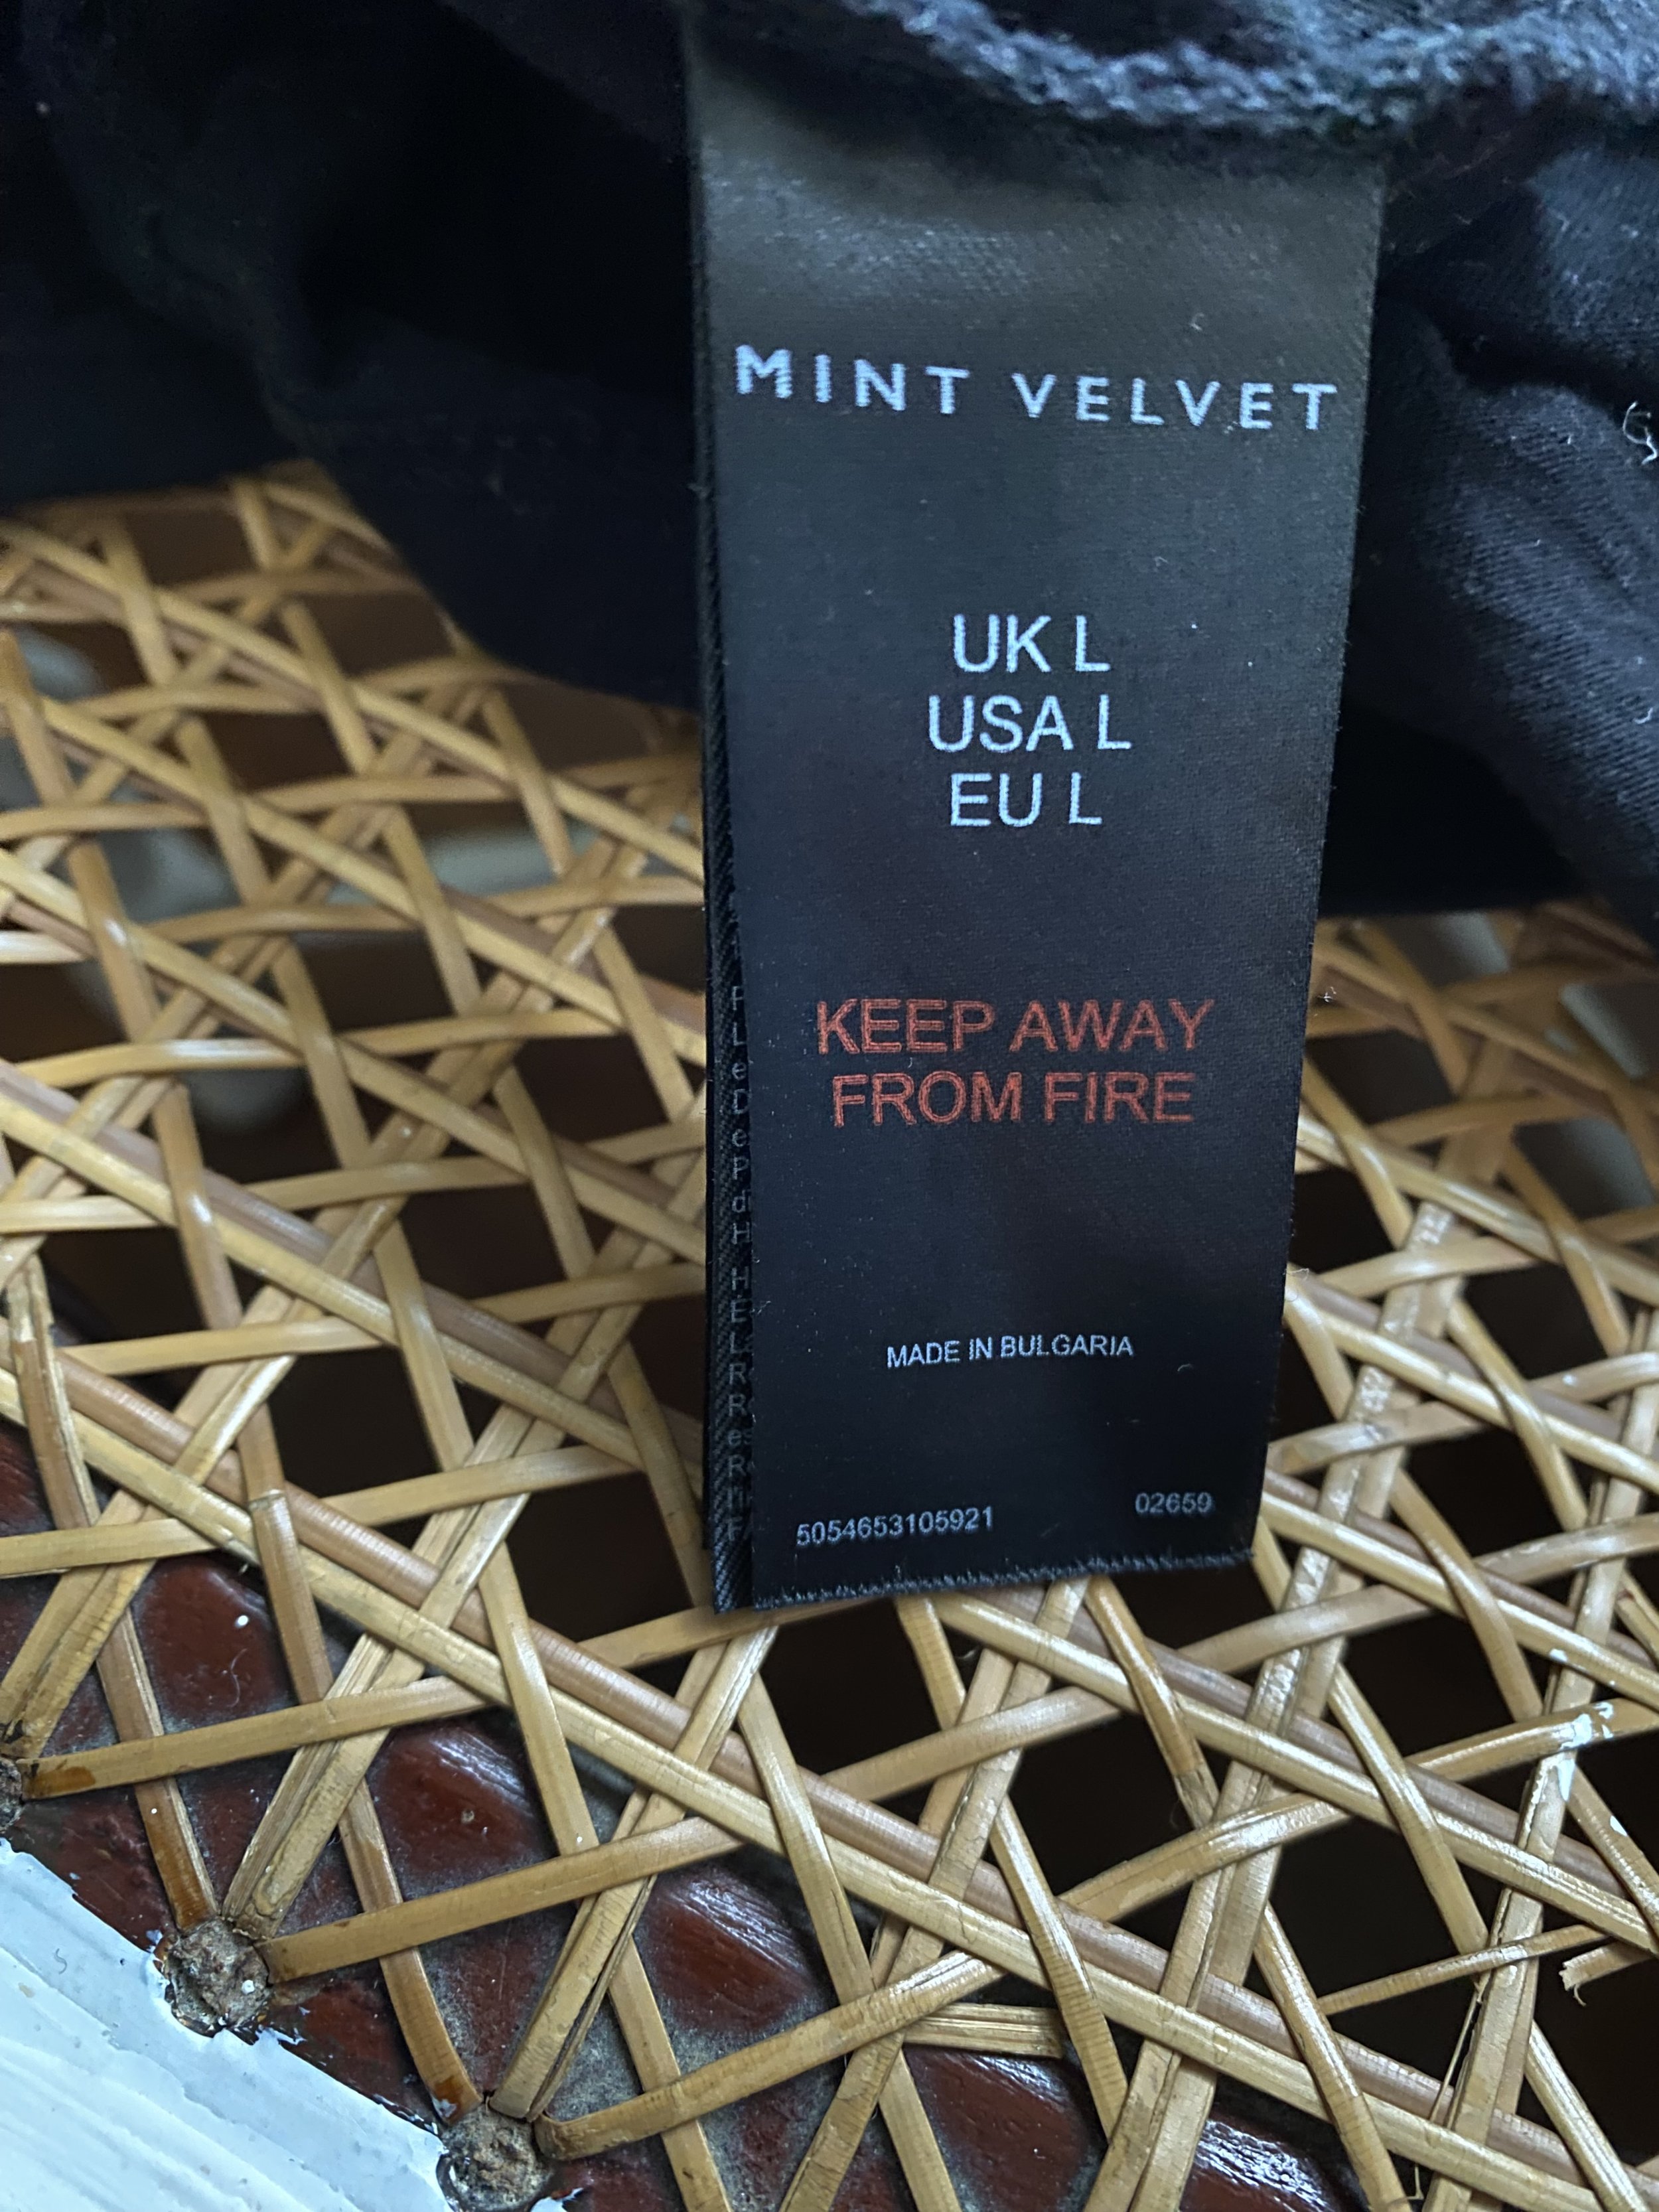 MINT VELVET
UK L
USA L
EU L
KEEP AWAY
FROM FIRE
MADE IN BULGARIA
5054653105921
02659